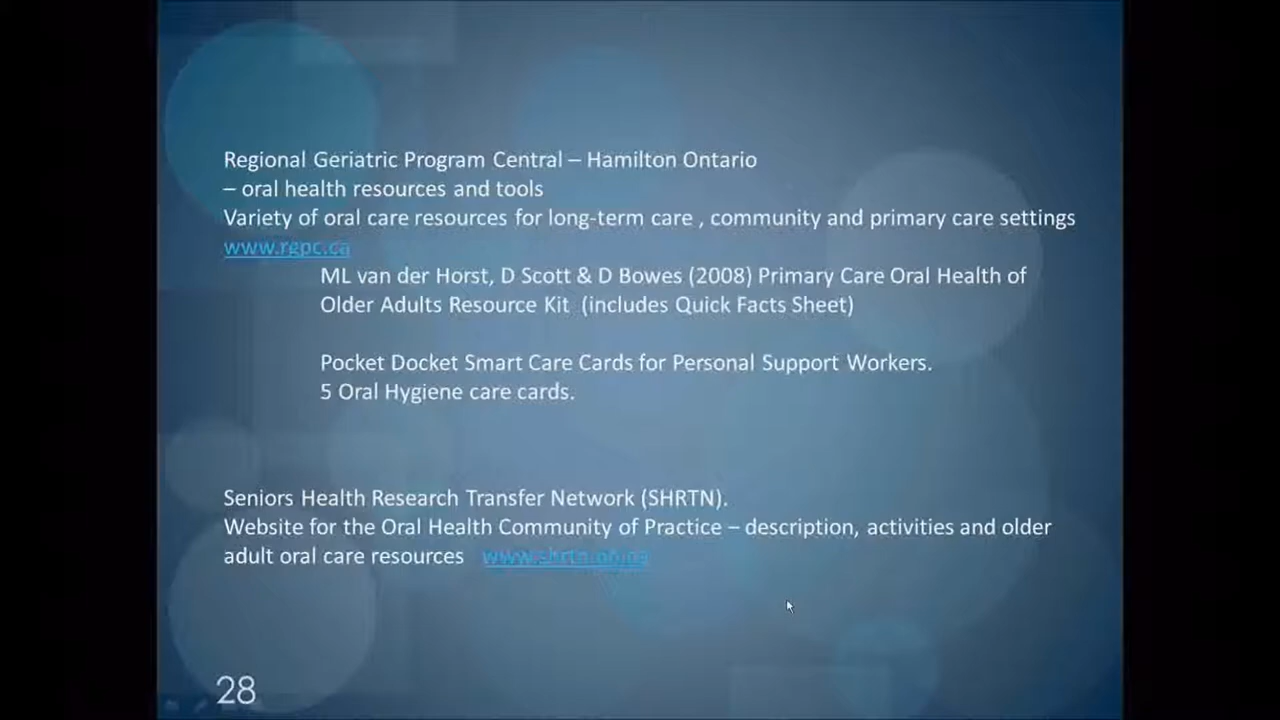 Regional Geriatric Program Central – Hamilton Ontario
– oral health resources and tools
Variety of oral care resources for long-term care , community and primary care settings
www.rgpc.ca
ML van der Horst, D Scott & D Bowes (2008) Primary Care Oral Health of
Older Adults Resource Kit (includes Quick Facts Sheet)
Pocket Docket Smart Care Cards for Personal Support Workers.
5 Oral Hygiene care cards.
Seniors Health Research Transfer Network (SHRTN).
Website for the Oral Health Community of Practice – description, activities and older
adult oral care resources
28